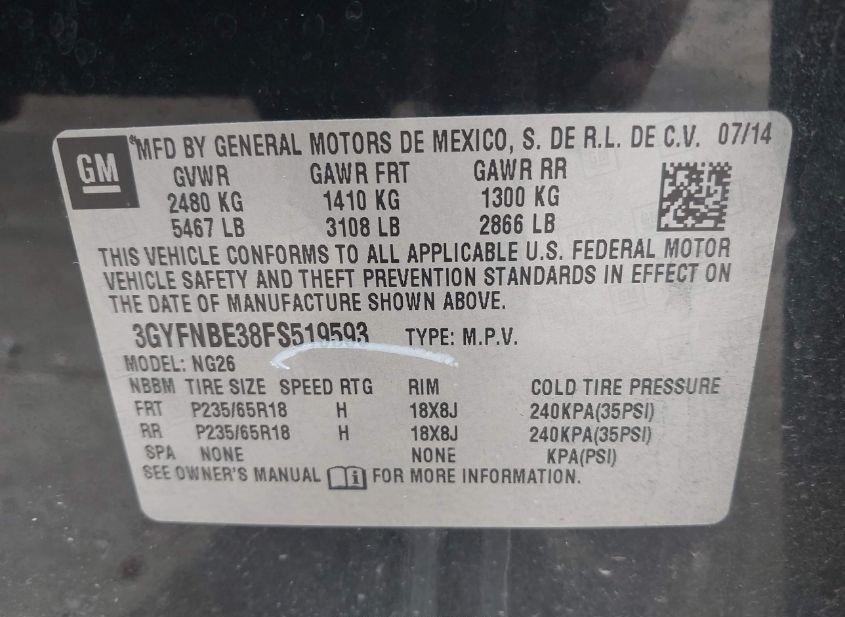 GM
MFD BY GENERAL MOTORS DE MEXICO, S. DE R.L. DE C.V. 07/14
GVWR GAWR FRT GAWR RR
2480 KG 1410 KG 1300 KG
5467 LB 3108 LB 2866 LB
THIS VEHICLE CONFORMS TO ALL APPLICABLE U.S. FEDERAL MOTOR
VEHICLE SAFETY AND THEFT PREVENTION STANDARDS IN EFFECT ON
THE DATE OF MANUFACTURE SHOWN ABOVE.
3GYFNBE38FS519593 TYPE: M.P.V.
MODEL: NG26
NBBM TIRE SIZE SPEED RTG RIM COLD TIRE PRESSURE
FRT P235/65R18 H 18X8J 240KPA(35PSI)
RR P235/65R18 H 18X8J 240KPA(35PSI)
SPA NONE NONE KPA(PSI)
SEE OWNER'S MANUAL i FOR MORE INFORMATION.